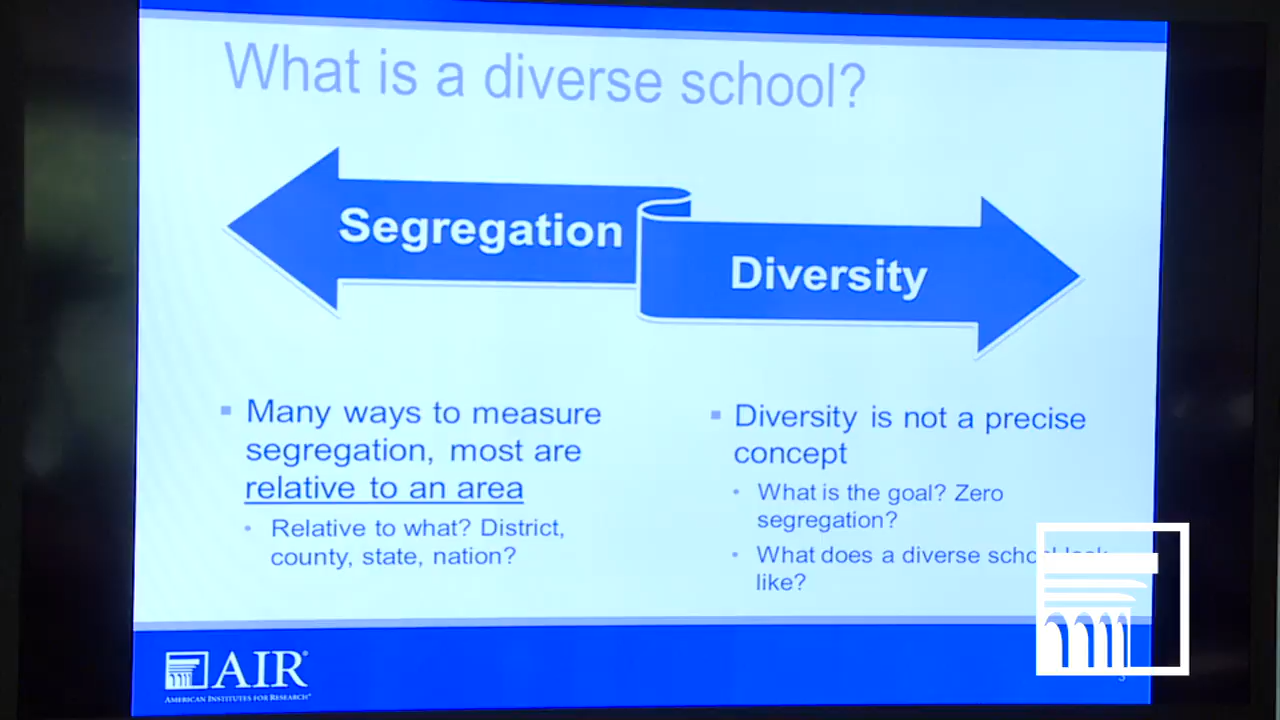 What is a diverse school?
Segregation
Diversity
▪ Many ways to measure
segregation, most are
relative to an area
• Relative to what? District,
county, state, nation?
▪ Diversity is not a precise
concept
• What is the goal? Zero
segregation?
• What does a diverse school look
like?
AIR®
AMERICAN INSTITUTES FOR RESEARCH®
3